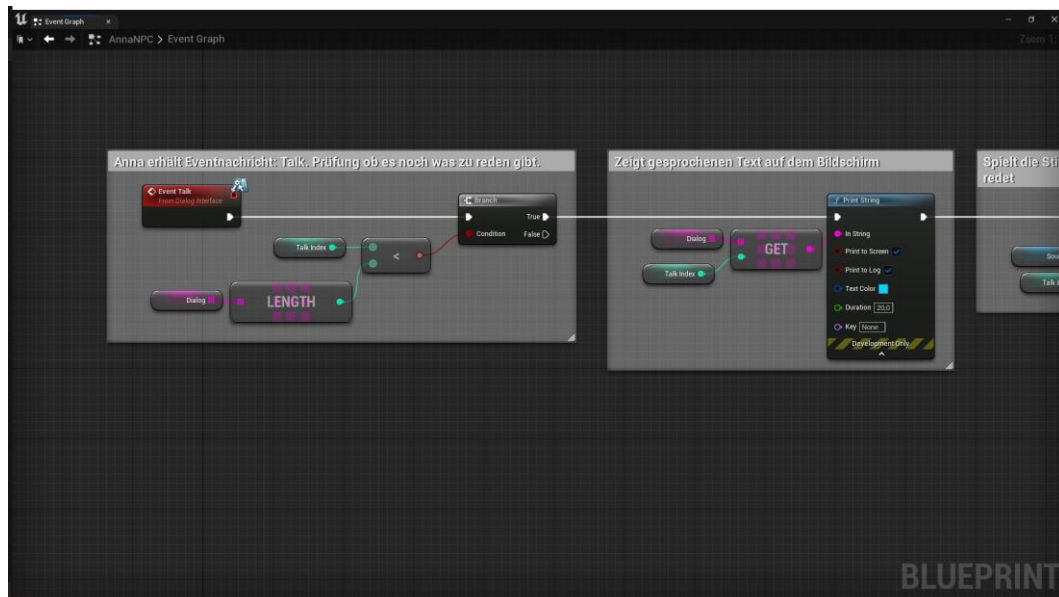 Event Graph
AnnaNPC > Event Graph
Zoom 1:
Anna erhält Eventnachricht: Talk. Prüfung ob es noch was zu reden gibt.
Event Talk
From Dialog Interface
Branch
True
Condition
False
Talk Index
<
Dialog
LENGTH
Zeigt gesprochenen Text auf dem Bildschirm
Print String
Dialog
GET
Talk Index
In String
Print to Screen
Print to Log
Text Color
Duration 20,0
Key None
Development Only
Spielt die
redet
Talk
BLUEPRINT